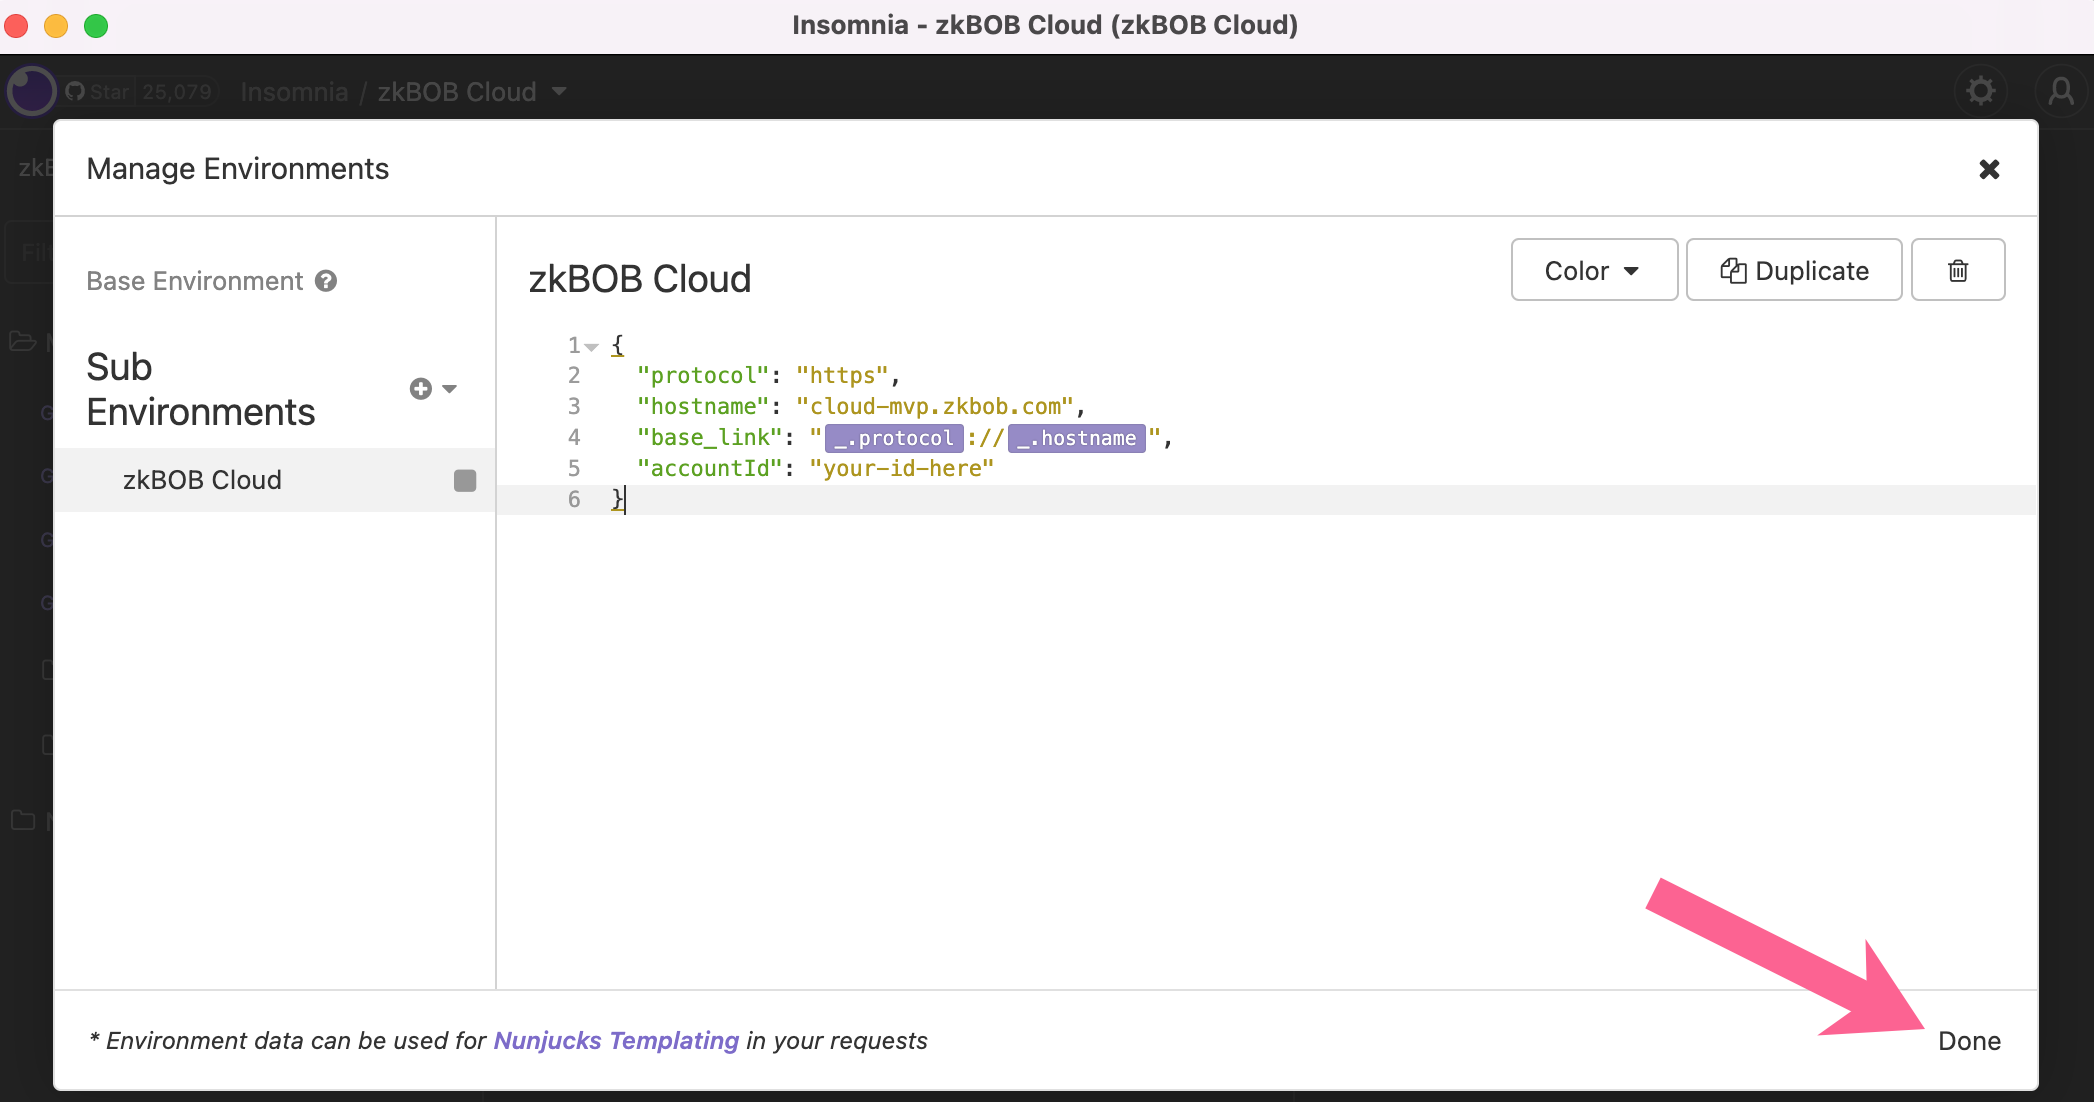 Insomnia - zkBOB Cloud (zkBOB Cloud)
Star 25,079 Insomnia / zkBOB Cloud
Manage Environments
Base Environment
zkBOB Cloud
Color
Duplicate
Sub
Environments
zkBOB Cloud
1 {
2 "protocol": "https",
3 "hostname": "cloud-mvp.zkbob.com",
4 "base_link": "_.protocol://_.hostname",
5 "accountId": "your-id-here"
6 }
* Environment data can be used for Nunjucks Templating in your requests
Done